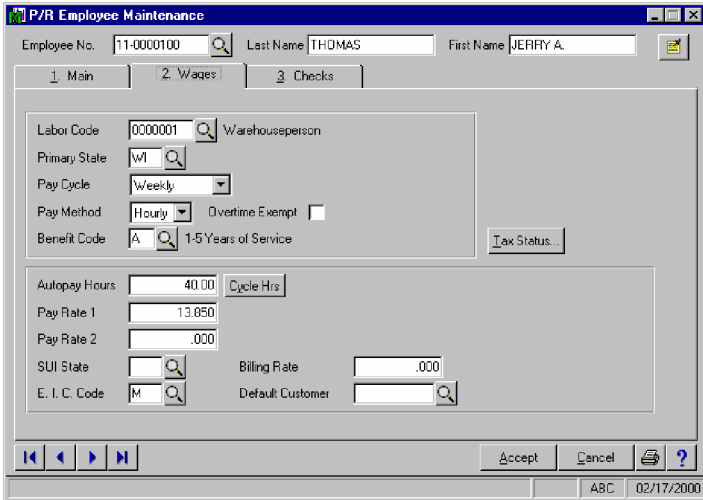 P/R Employee Maintenance
Employee No. 11-0000100 Last Name THOMAS First Name JERRY A.
1. Main 2. Wages 3. Checks
Labor Code 0000001 Warehouseperson
Primary State WI
Pay Cycle Weekly
Pay Method Hourly Overtime Exempt
Benefit Code A 1-5 Years of Service
Tax Status...
Autopay Hours 40.00 Cycle Hrs
Pay Rate 1 13.850
Pay Rate 2 .000
SUI State Billing Rate .000
E. I. C. Code M Default Customer
Accept Cancel ?
ABC 02/17/2000